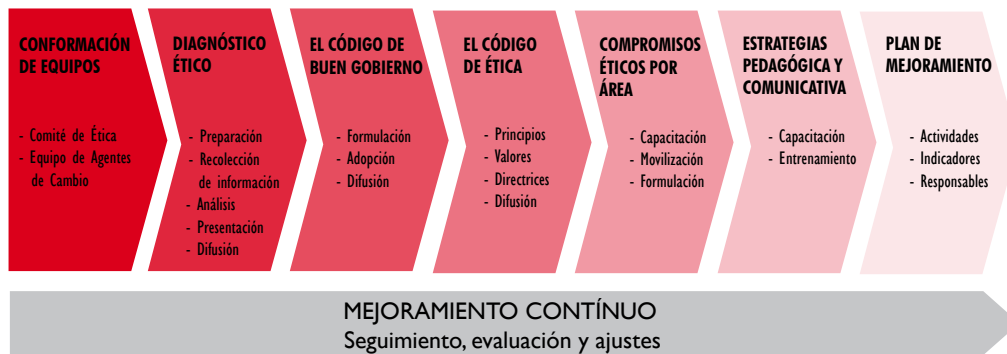 CONFORMACIÓN
DE EQUIPOS
- Comité de Ética
- Equipo de Agentes
de Cambio
DIAGNÓSTICO
ÉTICO
- Preparación
- Recolección
de información
- Análisis
- Presentación
- Difusión
EL CÓDIGO DE
BUEN GOBIERNO
- Formulación
- Adopción
- Difusión
EL CÓDIGO
DE ÉTICA
- Principios
- Valores
- Directrices
- Difusión
COMPROMISOS
ÉTICOS POR
ÁREA
- Capacitación
- Movilización
- Formulación
ESTRATEGIAS
PEDAGÓGICA Y
COMUNICATIVA
- Capacitación
- Entrenamiento
PLAN DE
MEJORAMIENTO
- Actividades
- Indicadores
- Responsables
MEJORAMIENTO CONTÍNUO
Seguimiento, evaluación y ajustes